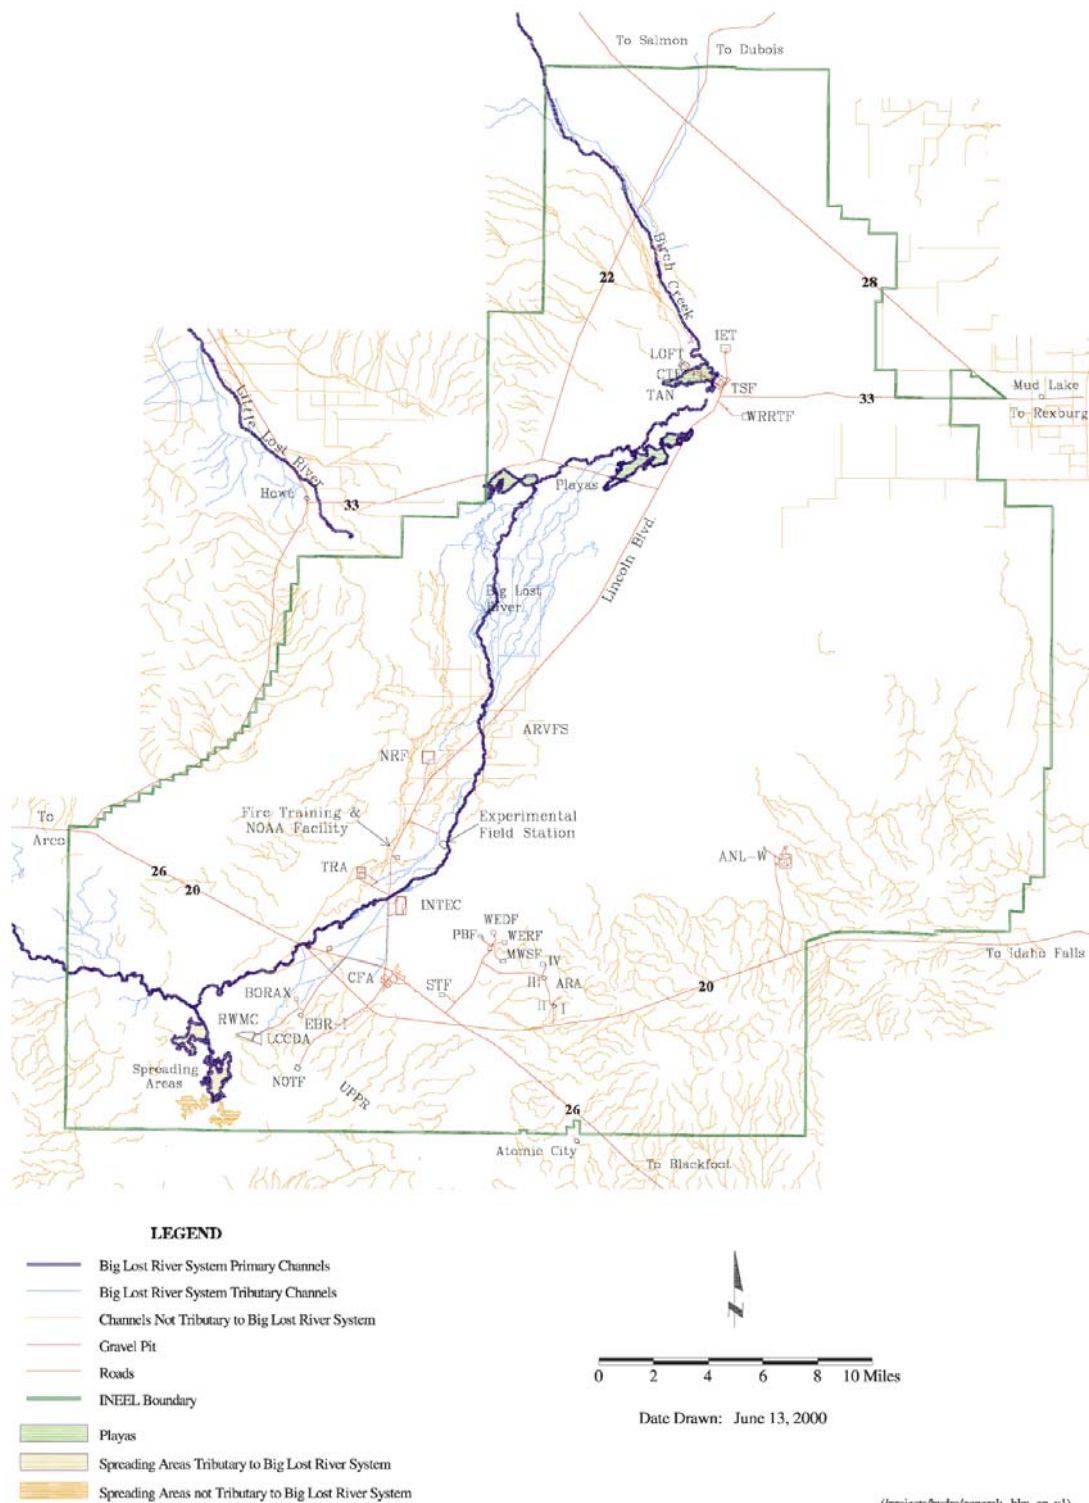 To Salmon
To Dubois
Birch Creek
22
28
IET
LOFT
TAN
TSF
Mud Lake
33
To Rexburg
WRRTF
Little Lost River
Howe
33
Playas
Lincoln Blvd.
Big Lost
River
ARVFS
NRF
To
Arco
Fire Training &
NOAA Facility
Experimental
Field Station
26
20
TRA
ANL-W
INTEC
WEDF
PBF
WERF
MWSF
IV
To Idaho Falls
CFA
STF
III
ARA
20
BORAX
II
I
RWMC
EBR-I
LCCDA
Spreading
Areas
NOTF
UPPR
26
Atomic City
To Blackfoot
LEGEND
Big Lost River System Primary Channels
Big Lost River System Tributary Channels
Channels Not Tributary to Big Lost River System
Gravel Pit
Roads
INEEL Boundary
Playas
Spreading Areas Tributary to Big Lost River System
Spreading Areas not Tributary to Big Lost River System
N
0 2 4 6 8 10 Miles
Date Drawn: June 13, 2000